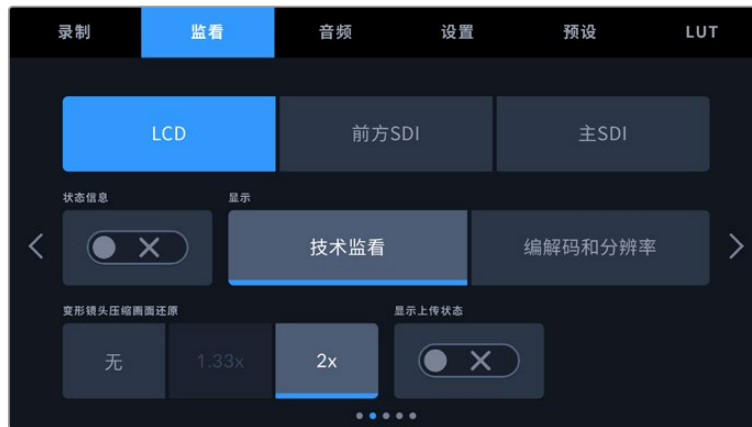 录制 监看 音频 设置 预设 LUT
LCD 前方SDI 主SDI
状态信息 显示
技术监看 编解码和分辨率
变形镜头压缩画面还原 显示上传状态
无 1.33x 2x